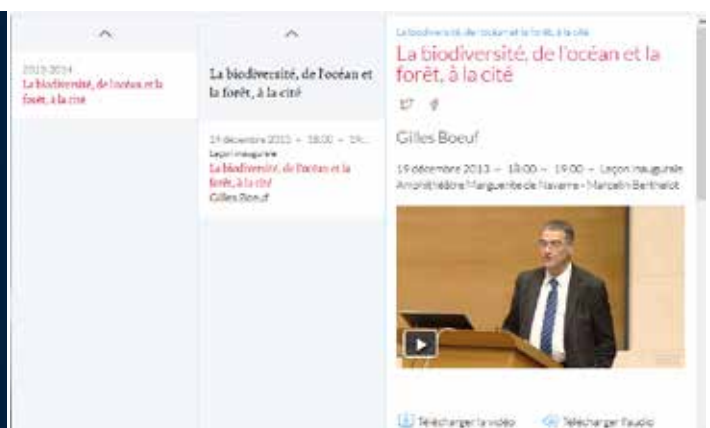 2013-2014
La biodiversité, de l'océan et la
forêt, à la cité
La biodiversité, de l'océan et
la forêt, à la cité
19 décembre 2013 - 18:00 - 19:...
Leçon inaugurale
La biodiversité, de l'océan et la
forêt, à la cité
Gilles Boeuf
La biodiversité, de l'océan et la forêt, à la cité
La biodiversité, de l'océan et la
forêt, à la cité
Gilles Boeuf
19 décembre 2013 - 18:00 - 19:00 - Leçon inaugurale
Amphithéâtre Marguerite de Navarre - Marcelin Berthelot
Télécharger la vidéo
Télécharger l'audio